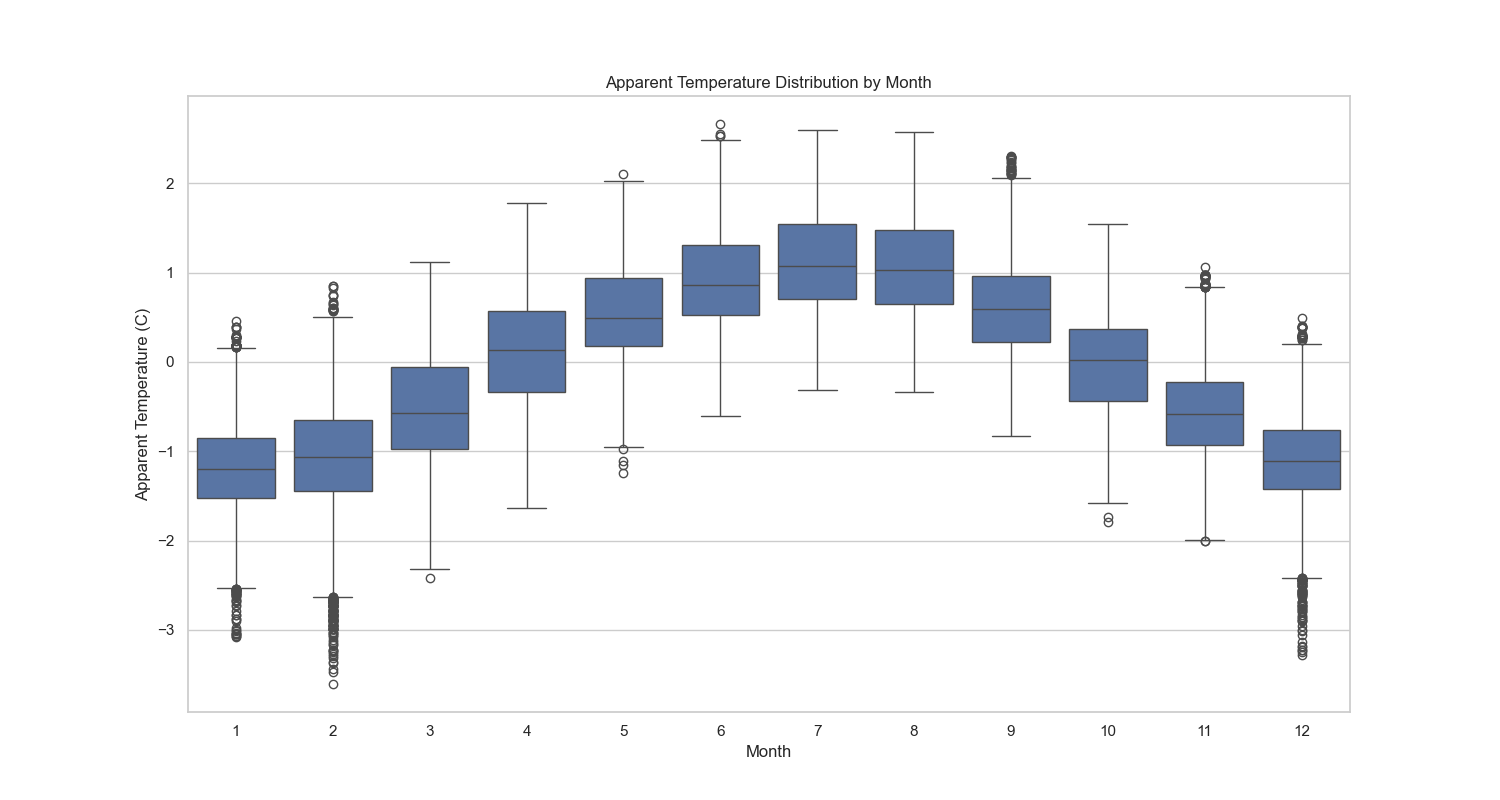 Apparent Temperature Distribution by Month
Apparent Temperature (C)
2
1
0
−1
−2
−3
1 2 3 4 5 6 7 8 9 10 11 12
Month